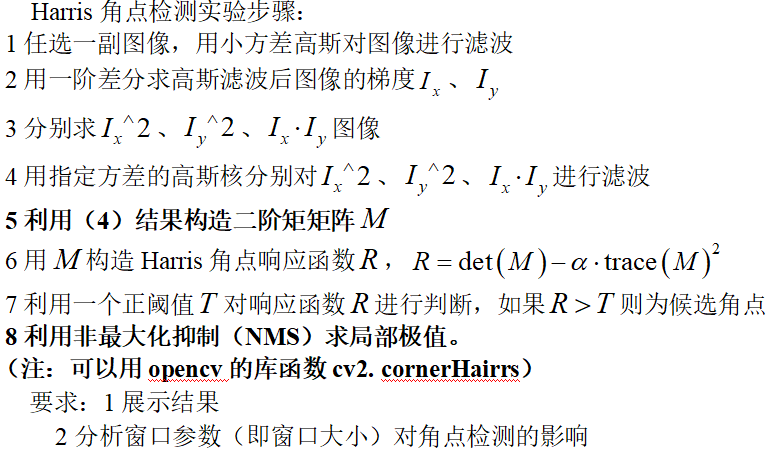 Harris 角点检测实验步骤：
1 任选一副图像，用小方差高斯对图像进行滤波
2 用一阶差分求高斯滤波后图像的梯度 I_x 、 I_y
3 分别求 I_x^2 、 I_y^2 、 I_x·I_y 图像
4 用指定方差的高斯核分别对 I_x^2 、 I_y^2 、 I_x·I_y 进行滤波
5 利用（4）结果构造二阶矩矩阵 M
6 用 M 构造 Harris 角点响应函数 R ， R = det(M) − α · trace(M)²
7 利用一个正阈值 T 对响应函数 R 进行判断，如果 R > T 则为候选角点
8 利用非最大化抑制（NMS）求局部极值。
（注：可以用 opencv 的库函数 cv2. cornerHairrs）
要求：1 展示结果
2 分析窗口参数（即窗口大小）对角点检测的影响